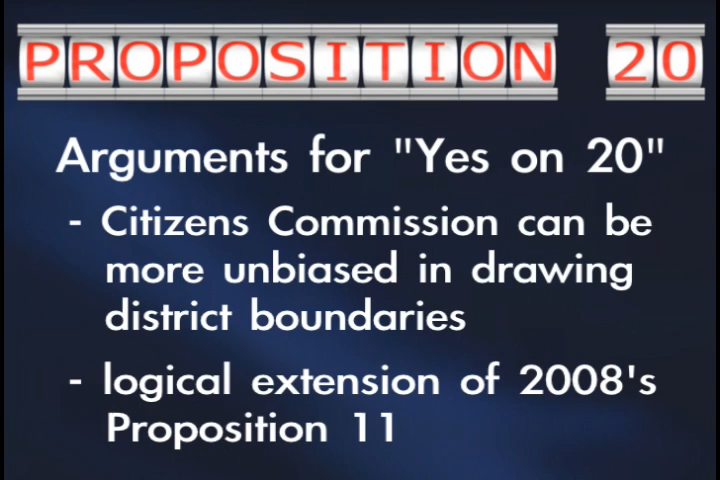 PROPOSITION 20
Arguments for "Yes on 20"
- Citizens Commission can be
more unbiased in drawing
district boundaries
- logical extension of 2008's
Proposition 11